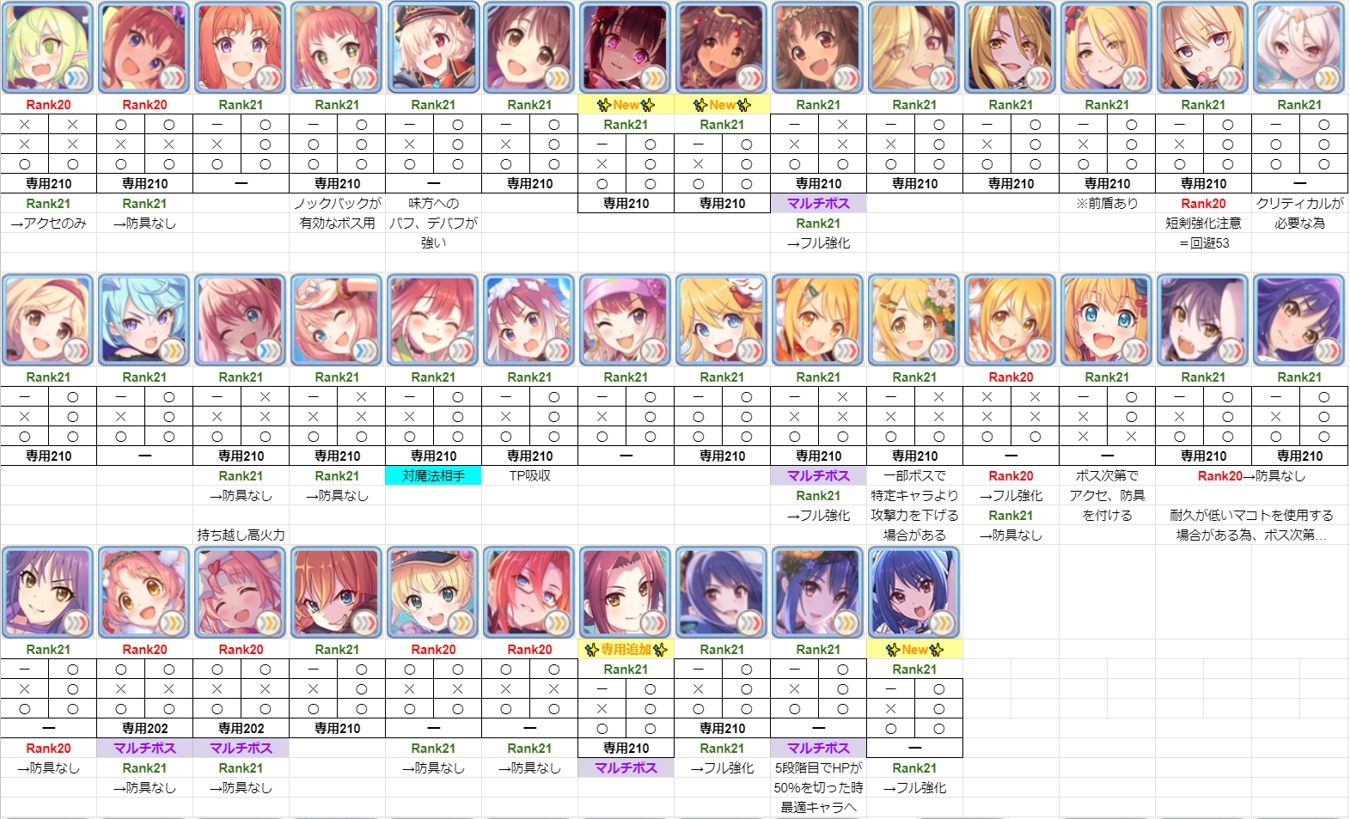 Rank20 Rank20 Rank21 Rank21 Rank21 Rank21 ✨New✨ ✨New✨ Rank21 Rank21 Rank21 Rank21 Rank21 Rank21
× × ○ ○ − ○ − ○ − ○ − ○ Rank21 Rank21 − × − ○ − ○ − ○ − ○ − ○
× × × × × ○ ○ ○ × ○ × ○ − ○ − ○ × × × ○ × ○ × ○ × ○ ○ ○
○ ○ ○ ○ ○ ○ ○ ○ ○ ○ ○ ○ × ○ × ○ ○ ○ ○ ○ ○ ○ ○ ○ ○ ○ ○ ○
専用210 専用210 ー 専用210 ー 専用210 ○ ○ ○ ○ 専用210 専用210 専用210 専用210 専用210 ー
Rank21 Rank21 ノックバックが 味方への 専用210 専用210 マルチボス ※前盾あり Rank20 クリティカルが
→アクセのみ →防具なし 有効なボス用 バフ、デバフが Rank21 短剣強化注意 必要な為
強い →フル強化 ＝回避53
Rank21 Rank21 Rank21 Rank21 Rank21 Rank21 Rank21 Rank21 Rank21 Rank21 Rank20 Rank21 Rank21 Rank21
− ○ − ○ − × − × − ○ − ○ − ○ − ○ − × − × × × − ○ − ○ − ○
× ○ × ○ × × × × ○ ○ × ○ × ○ ○ ○ × × × × × × × ○ × ○ × ○
○ ○ ○ ○ ○ ○ ○ ○ ○ ○ ○ ○ ○ ○ ○ ○ ○ ○ ○ ○ ○ ○ × × ○ ○ ○ ○
専用210 ー 専用210 専用210 専用210 専用210 ー 専用210 専用210 専用210 ー ー 専用210 専用210
Rank21 Rank21 対魔法相手 TP吸収 マルチボス 一部ボスで Rank20 ボス次第で Rank20→防具なし
→防具なし →防具なし Rank21 特定キャラより →フル強化 アクセ、防具
→フル強化 攻撃力を下げる Rank21 を付ける 耐久が低いマコトを使用する
持ち越し高火力 場合がある →防具なし 場合がある為、ボス次第…
Rank21 Rank20 Rank20 Rank21 Rank20 Rank20 ✨専用追加✨ Rank21 Rank21 ✨New✨
− ○ ○ ○ ○ ○ − ○ ○ ○ ○ ○ Rank21 − ○ − ○ Rank21
× ○ × × × × × ○ × × × × − ○ × ○ × ○ − ○
○ ○ ○ ○ ○ ○ ○ ○ ○ ○ ○ ○ × ○ ○ ○ ○ ○ × ○
ー 専用202 専用202 専用210 ー ー ○ ○ 専用210 ー ○ ○
Rank20 マルチボス マルチボス Rank21 Rank21 専用210 Rank21 マルチボス ー
→防具なし Rank21 Rank21 →防具なし →防具なし マルチボス →フル強化 5段階目でHPが Rank21
→防具なし →防具なし 50%を切った時 →フル強化
最適キャラへ